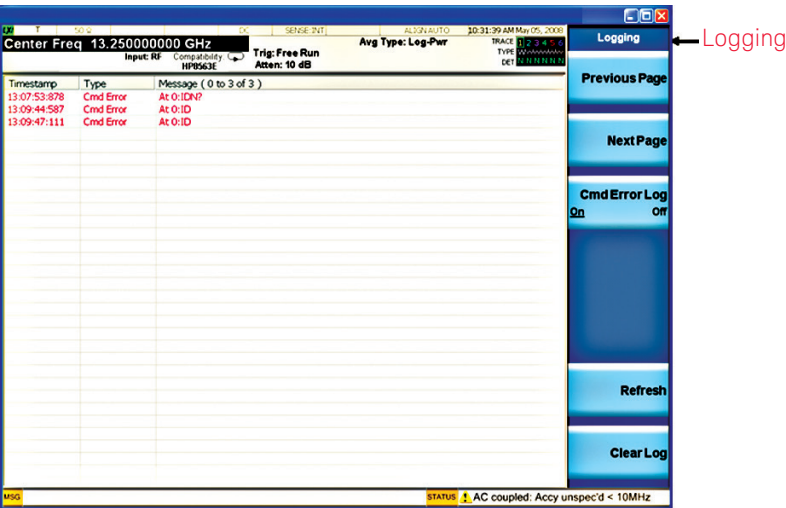 LXI T 50 Ω DC SENSE:INT ALIGN AUTO 10:31:39 AM May 05, 2008
Center Freq 13.250000000 GHz
Input: RF
Compatibility:
HP8563E
Trig: Free Run
Atten: 10 dB
Avg Type: Log-Pwr
TRACE 1 2 3 4 5 6
TYPE W
DET N N N N N N
Timestamp Type Message ( 0 to 3 of 3 )
13:07:53:878 Cmd Error At 0:IDN?
13:09:44:587 Cmd Error At 0:ID
13:09:47:111 Cmd Error At 0:ID
Logging
Previous Page
Next Page
Cmd Error Log
On Off
Refresh
Clear Log
Logging
MSG
STATUS ! AC coupled: Accy unspec'd < 10MHz